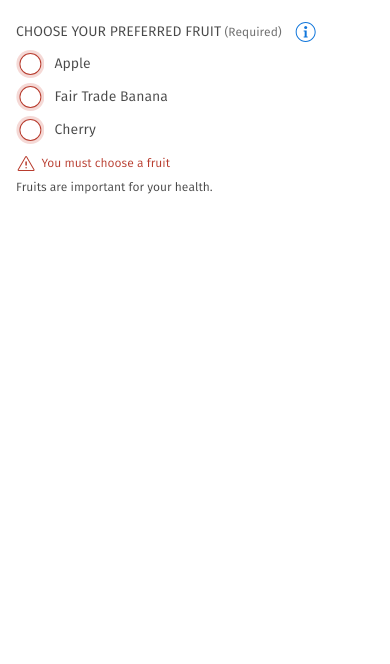 CHOOSE YOUR PREFERRED FRUIT (Required)
Apple
Fair Trade Banana
Cherry
You must choose a fruit
Fruits are important for your health.